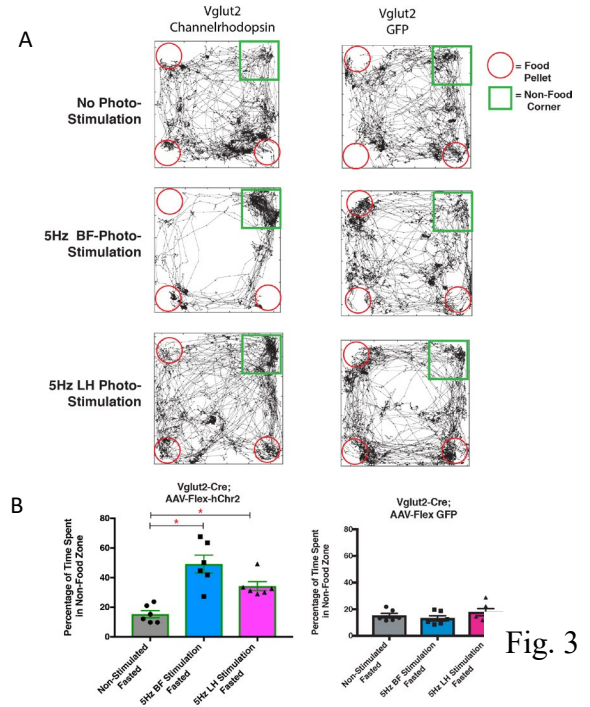 A
Vglut2
Channelrhodopsin
Vglut2
GFP
= Food
Pellet
= Non-Food
Corner
No Photo-
Stimulation
5Hz BF-Photo-
Stimulation
5Hz LH Photo-
Stimulation
B
Vglut2-Cre;
AAV-Flex-hChr2
Percentage of Time Spent
in Non-Food Zone
80
60
40
20
0
*
*
Non-Stimulated
Fasted
5Hz BF Stimulation
Fasted
5Hz LH Stimulation
Fasted
Vglut2-Cre;
AAV-Flex GFP
Percentage of Time Spent
in Non-Food Zone
80
60
40
20
0
Non-Stimulated
Fasted
5Hz BF Stimulation
Fasted
5Hz LH Stimulation
Fasted
Fig. 3